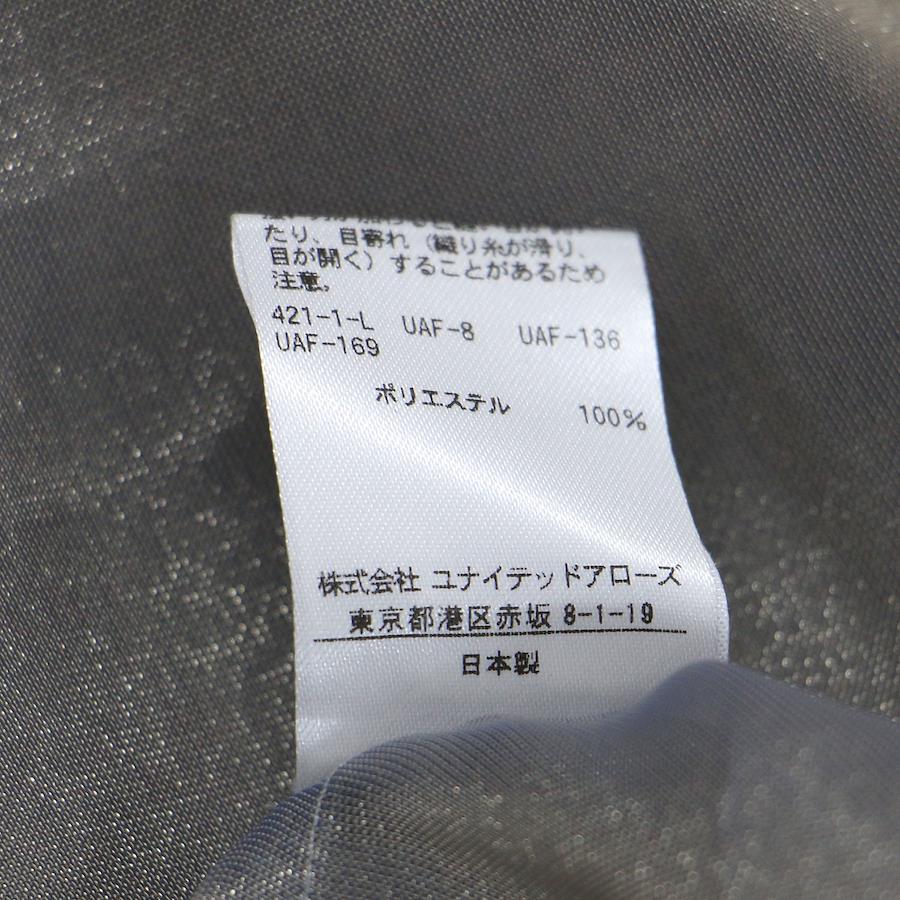 たり、目寄れ（織り糸が滑り、
目が開く）することがあるため
注意。
421-1-L UAF-8 UAF-136
UAF-169
ポリエステル 100%
株式会社 ユナイテッドアローズ
東京都港区赤坂 8-1-19
日本製